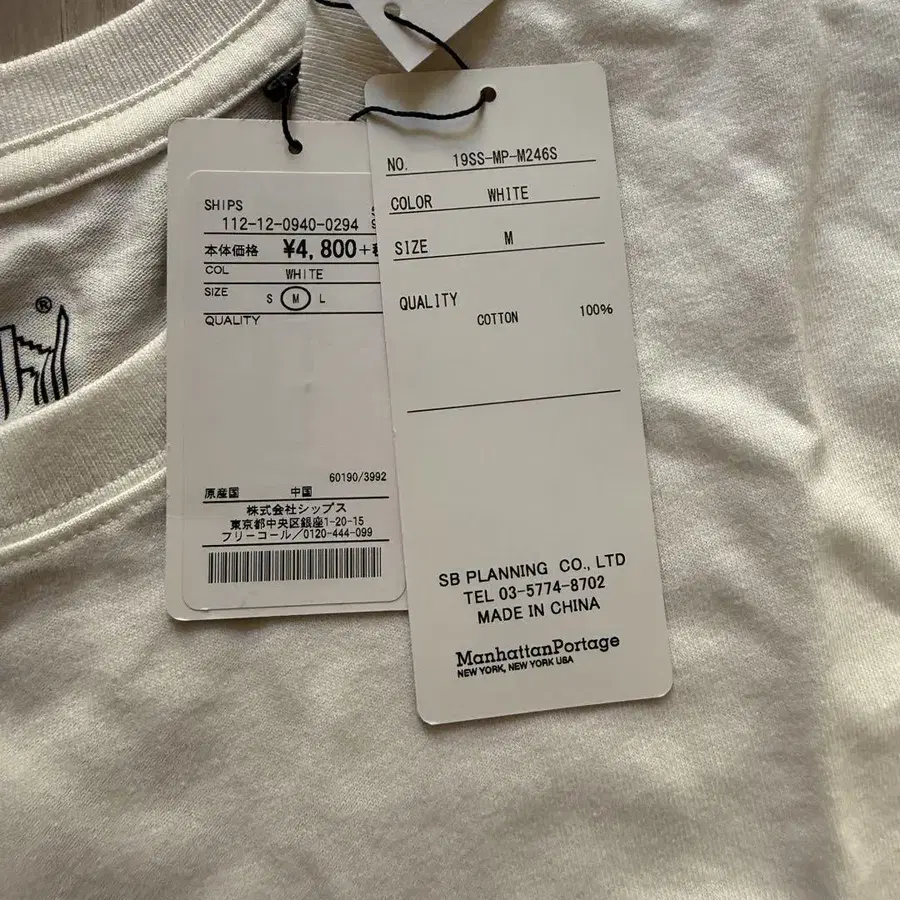 SHIPS
112-12-0940-0294
本体価格 ¥4,800+
COL WHITE
SIZE S M L
QUALITY
60190/3992
原産国 中国
株式会社シップス
東京都中央区銀座1-20-15
フリーコール/0120-444-099
NO. 19SS-MP-M246S
COLOR WHITE
SIZE M
QUALITY
COTTON 100%
SB PLANNING CO., LTD
TEL 03-5774-8702
MADE IN CHINA
ManhattanPortage
NEW YORK, NEW YORK USA
®